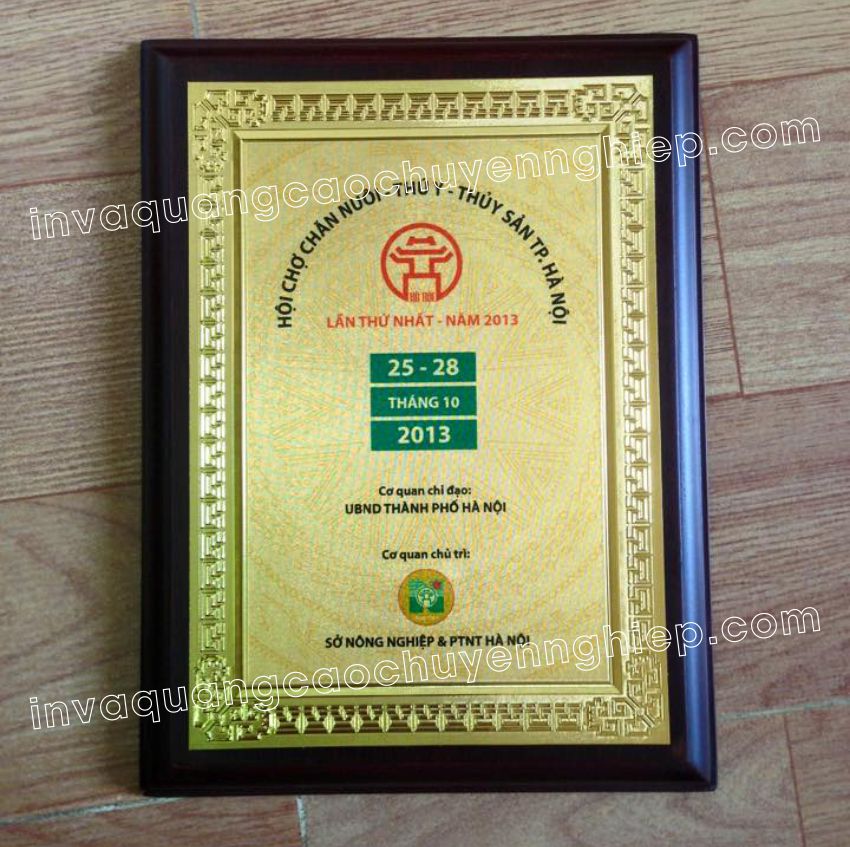 invaquangcaochuyennghiep.com
HỘI CHỢ CHĂN NUÔI - THÚ Y - THỦY SẢN TP. HÀ NỘI
HÀ NỘI
LẦN THỨ NHẤT - NĂM 2013
25 - 28
THÁNG 10
2013
Cơ quan chỉ đạo:
UBND THÀNH PHỐ HÀ NỘI
Cơ quan chủ trì:
SỞ NÔNG NGHIỆP & PTNT HÀ NỘI
invaquangcaochuyennghiep.com